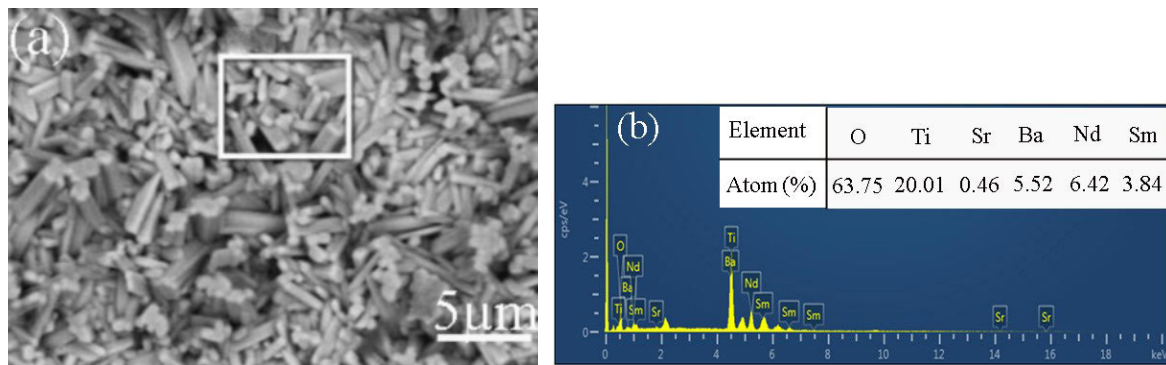 (a)
5µm
(b)
Element O Ti Sr Ba Nd Sm
Atom (%) 63.75 20.01 0.46 5.52 6.42 3.84
cps/eV
4
2
0
O
Nd
Ba
Ti
Sm
Sr
Ti
Ba
Nd
Sm
Sm
Sm
Sr
Sr
0 2 4 6 8 10 12 14 16 18 keV